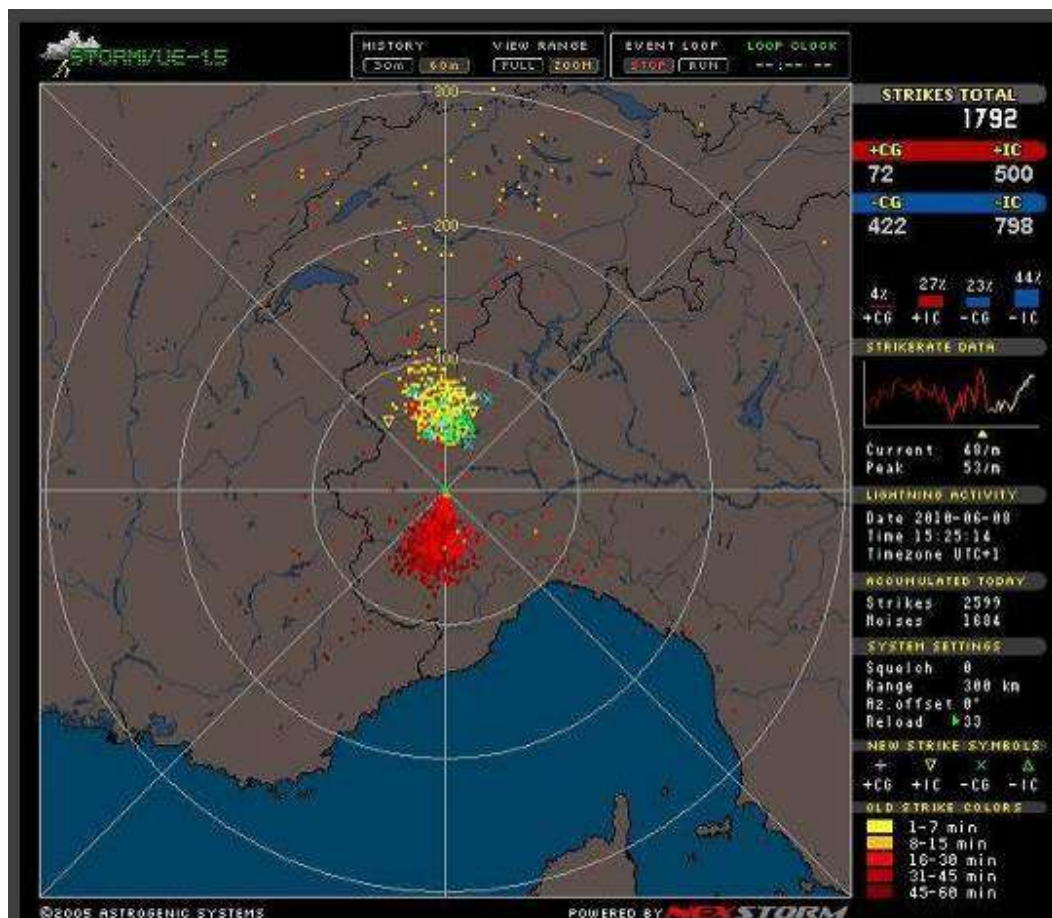 STORMVUE-1.5
HISTORY VIEW RANGE EVENT LOOP LOOP CLOCK
30m 60m FULL ZOOM STOP RUN --:-- --
300
200
100
STRIKES TOTAL
1792
+CG +IC
72 500
-CG -IC
422 798
4% 27% 23% 44%
+CG +IC -CG -IC
STRIKERATE DATA
Current 48/m
Peak 53/m
LIGHTNING ACTIVITY
Date 2010-06-08
Time 15:25:14
Timezone UTC+1
ACCUMULATED TODAY
Strikes 2599
Noises 1684
SYSTEM SETTINGS
Squelch 0
Range 300 km
Az.offset 0°
Reload 33
NEW STRIKE SYMBOLS
+CG +IC -CG -IC
OLD STRIKE COLORS
1-7 min
8-15 min
16-30 min
31-45 min
45-60 min
©2005 ASTROGENIC SYSTEMS POWERED BY NEXSTORM